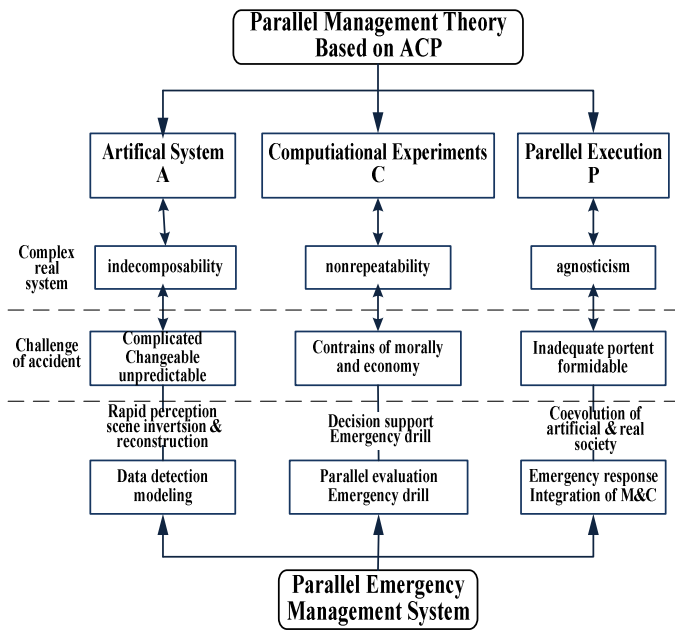 Parallel Management Theory
Based on ACP
Artifical System
A
Computiational Experiments
C
Parellel Execution
P
Complex
real
system
indecomposability
nonrepeatability
agnosticism
Challenge
of accident
Complicated
Changeable
unpredictable
Contrains of morally
and economy
Inadequate portent
formidable
Rapid perception
scene invertsion &
reconstruction
Decision support
Emergency drill
Coevolution of
artificial & real
society
Data detection
modeling
Parallel evaluation
Emergency drill
Emergency response
Integration of M&C
Parallel Emergency
Management System